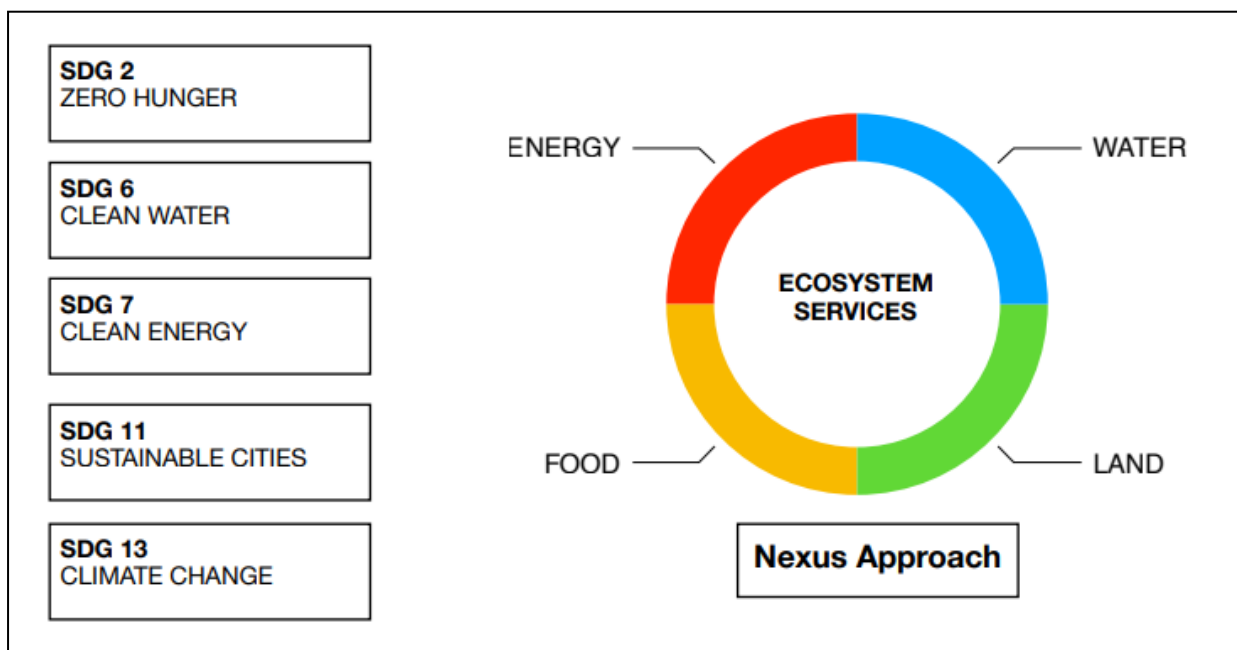 SDG 2
ZERO HUNGER
SDG 6
CLEAN WATER
SDG 7
CLEAN ENERGY
SDG 11
SUSTAINABLE CITIES
SDG 13
CLIMATE CHANGE
ENERGY
WATER
ECOSYSTEM
SERVICES
FOOD
LAND
Nexus Approach